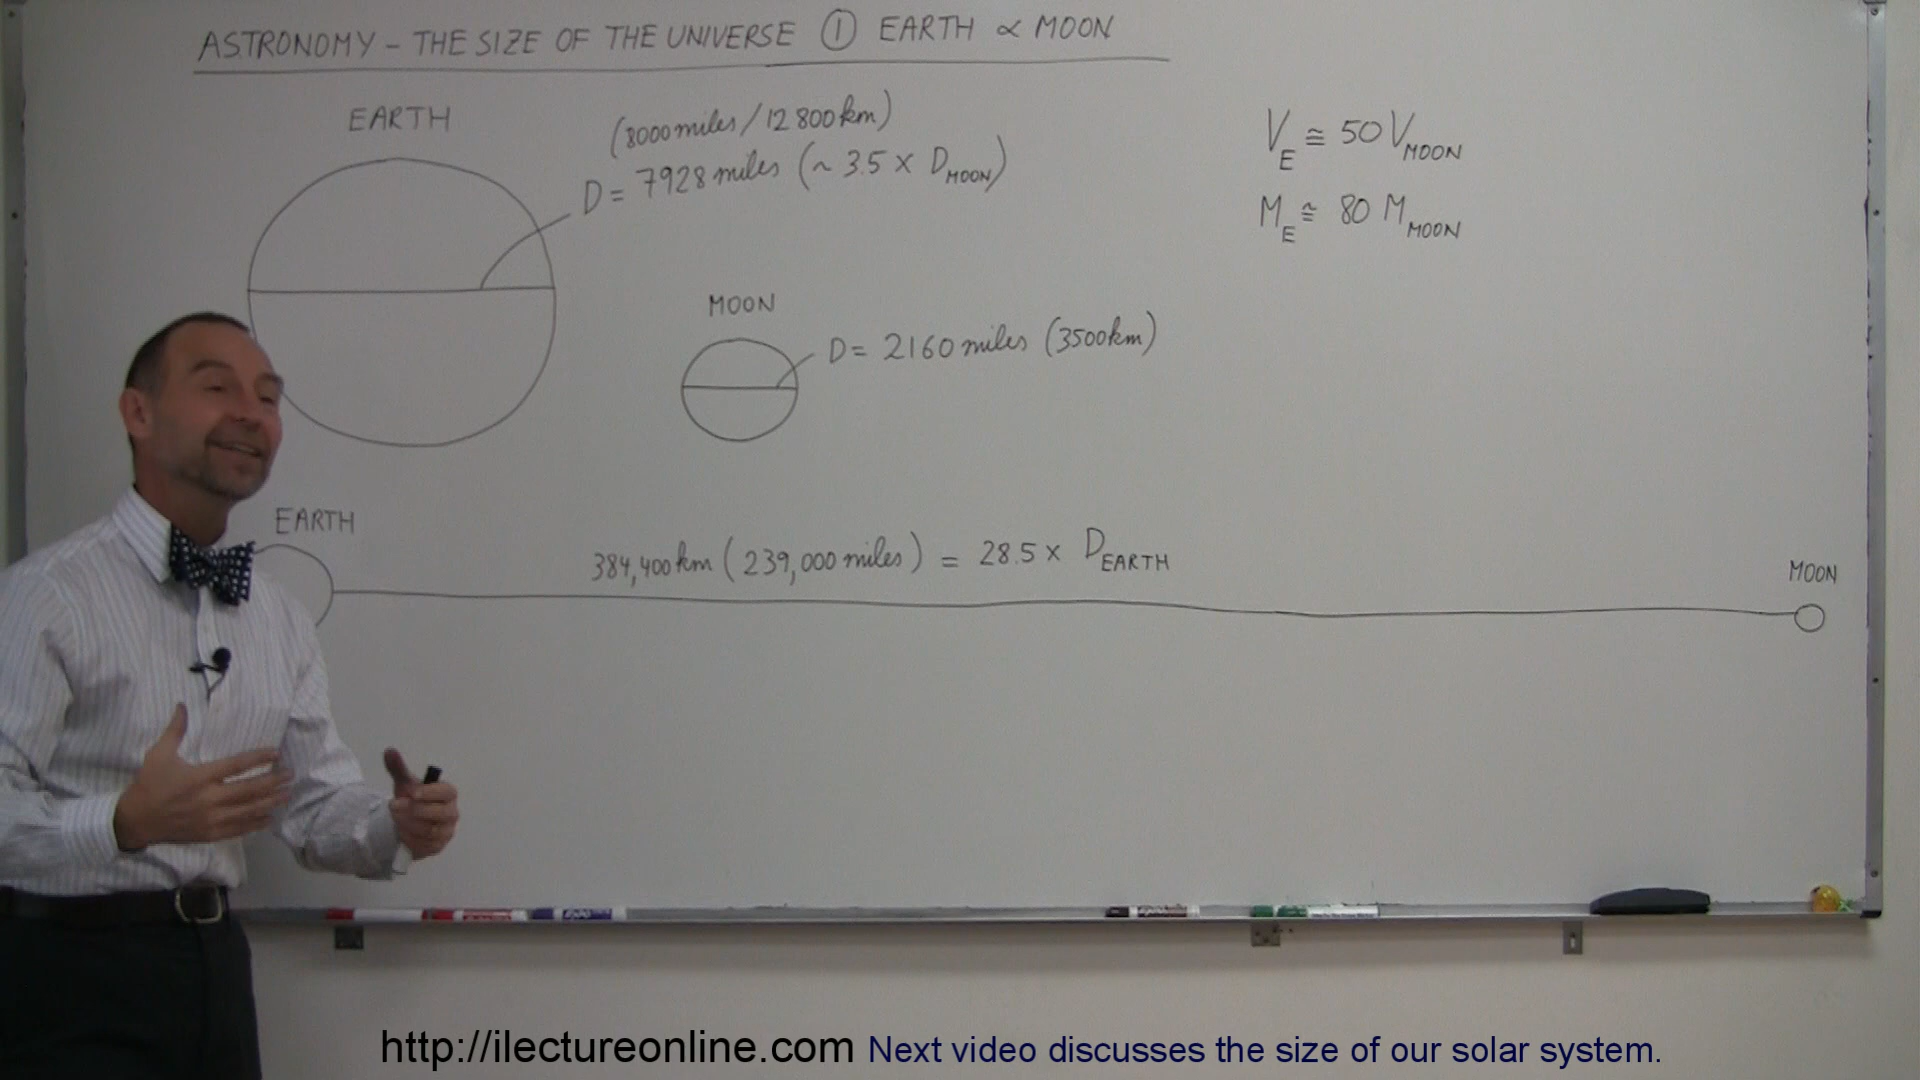 ASTRONOMY - THE SIZE OF THE UNIVERSE ① EARTH ∝ MOON
EARTH
(8000 miles / 12 800 km)
D = 7928 miles (~ 3.5 × D MOON)
V E ≅ 50 V MOON
M E ≅ 80 M MOON
MOON
D = 2160 miles (3500 km)
EARTH
384,400 km (239,000 miles) = 28.5 × D EARTH
MOON
http://ilectureonline.com Next video discusses the size of our solar system.